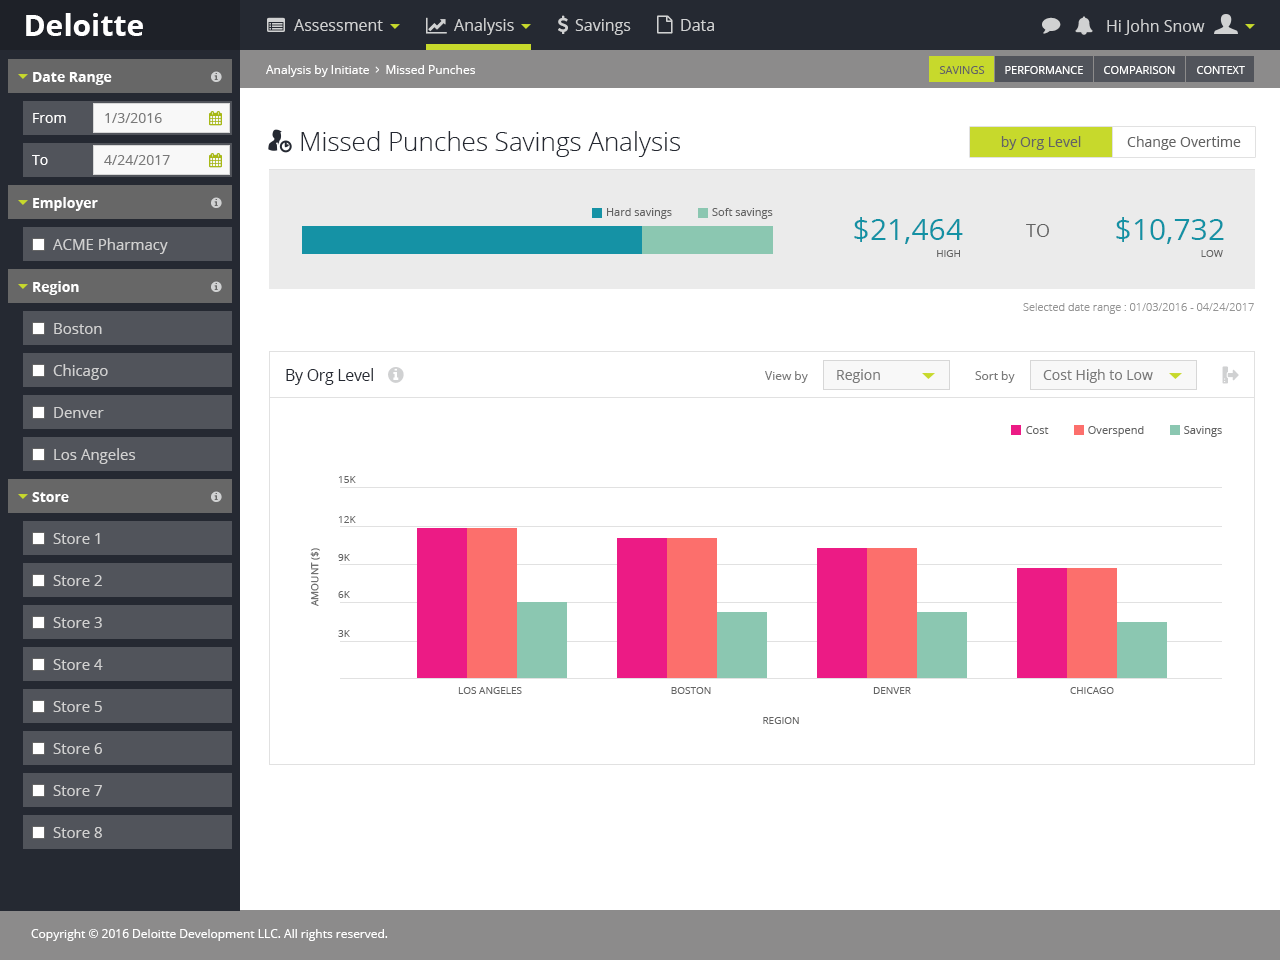 Deloitte
Assessment
Analysis
Savings
Data
Hi John Snow
Analysis by Initiate › Missed Punches
SAVINGS
PERFORMANCE
COMPARISON
CONTEXT
Date Range
From
1/3/2016
To
4/24/2017
Employer
ACME Pharmacy
Region
Boston
Chicago
Denver
Los Angeles
Store
Store 1
Store 2
Store 3
Store 4
Store 5
Store 6
Store 7
Store 8
Missed Punches Savings Analysis
by Org Level
Change Overtime
Hard savings
Soft savings
$21,464
HIGH
TO
$10,732
LOW
Selected date range : 01/03/2016 - 04/24/2017
By Org Level
View by
Region
Sort by
Cost High to Low
Cost
Overspend
Savings
15K
12K
9K
6K
3K
AMOUNT ($)
LOS ANGELES
BOSTON
DENVER
CHICAGO
REGION
Copyright © 2016 Deloitte Development LLC. All rights reserved.